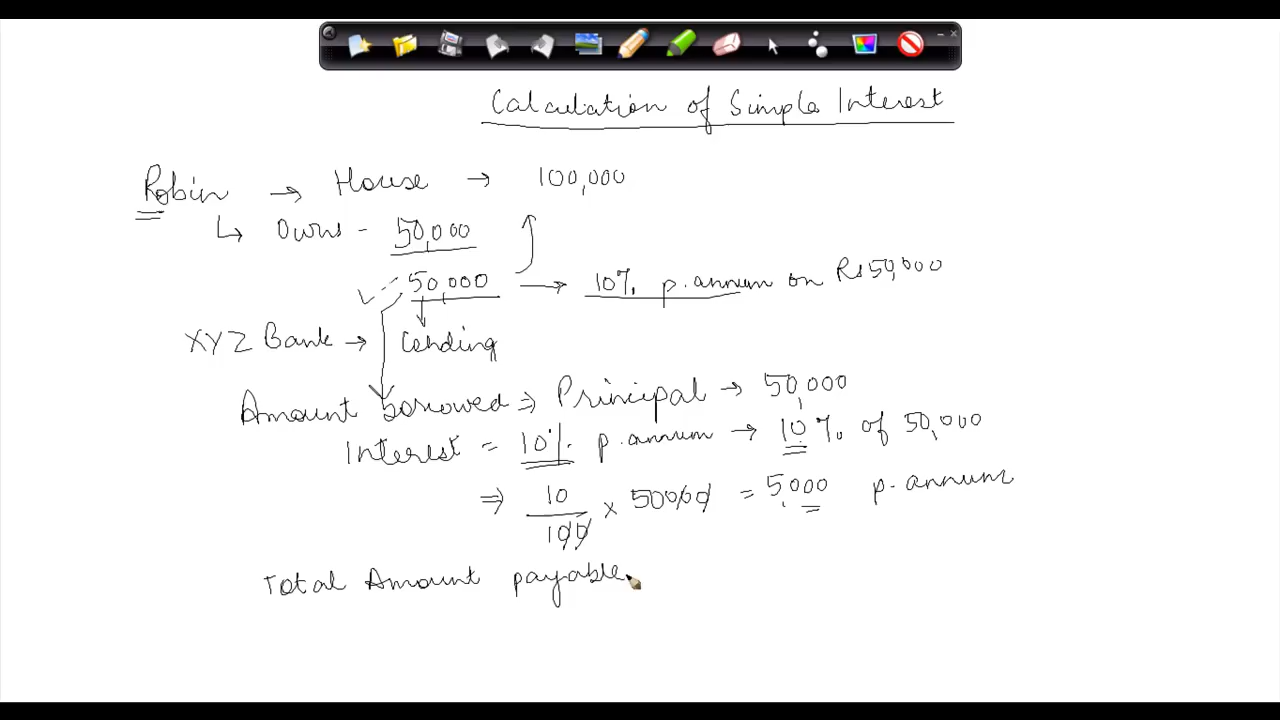 Calculation of Simple Interest
Robin → House → 100,000
↳ Owns - 50,000
50,000 → 10% p.annum on Rs 50,000
XYZ Bank → Lending
Amount borrowed ⇒ Principal → 50,000
Interest = 10% p.annum → 10% of 50,000
⇒ 10/100 × 50000 = 5,000 p.annum
Total Amount payable